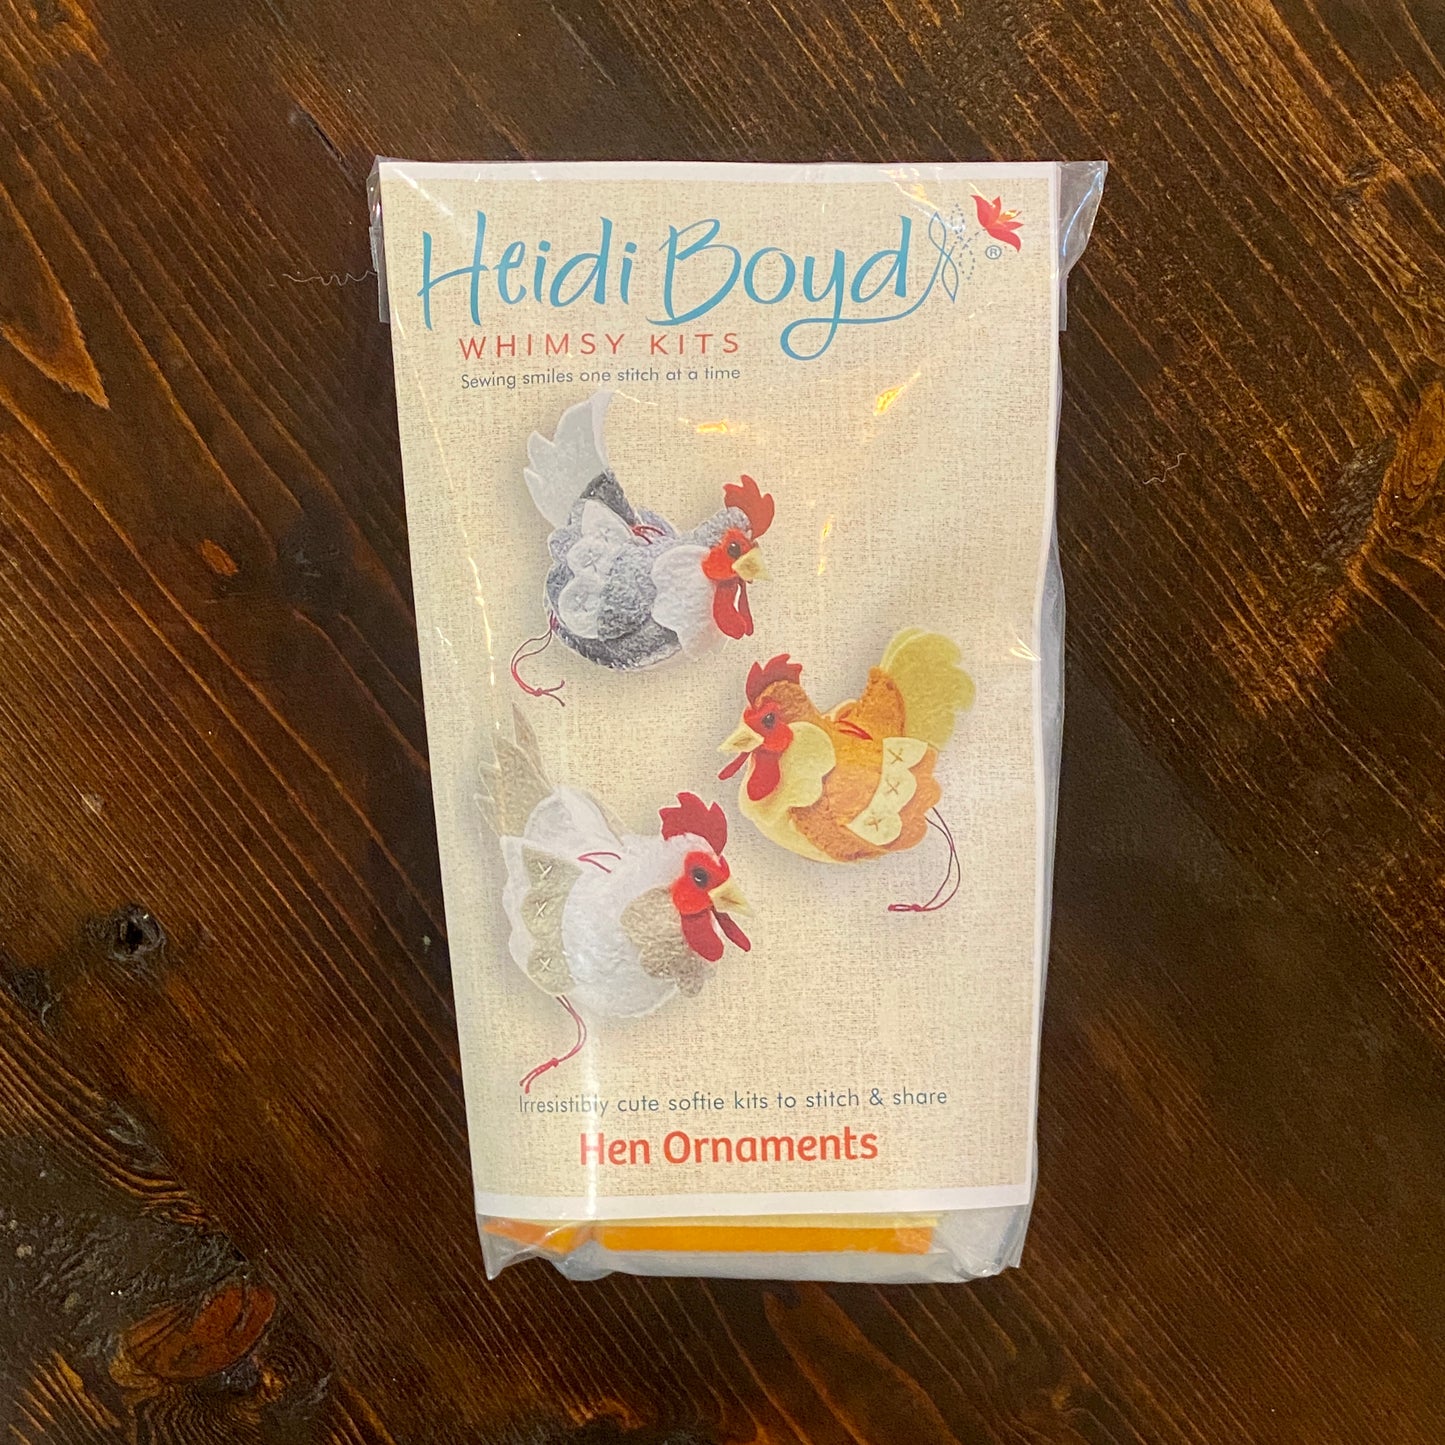 Heidi Boyd
®
WHIMSY KITS
Sewing smiles one stitch at a time
Irresistibly cute softie kits to stitch & share
Hen Ornaments